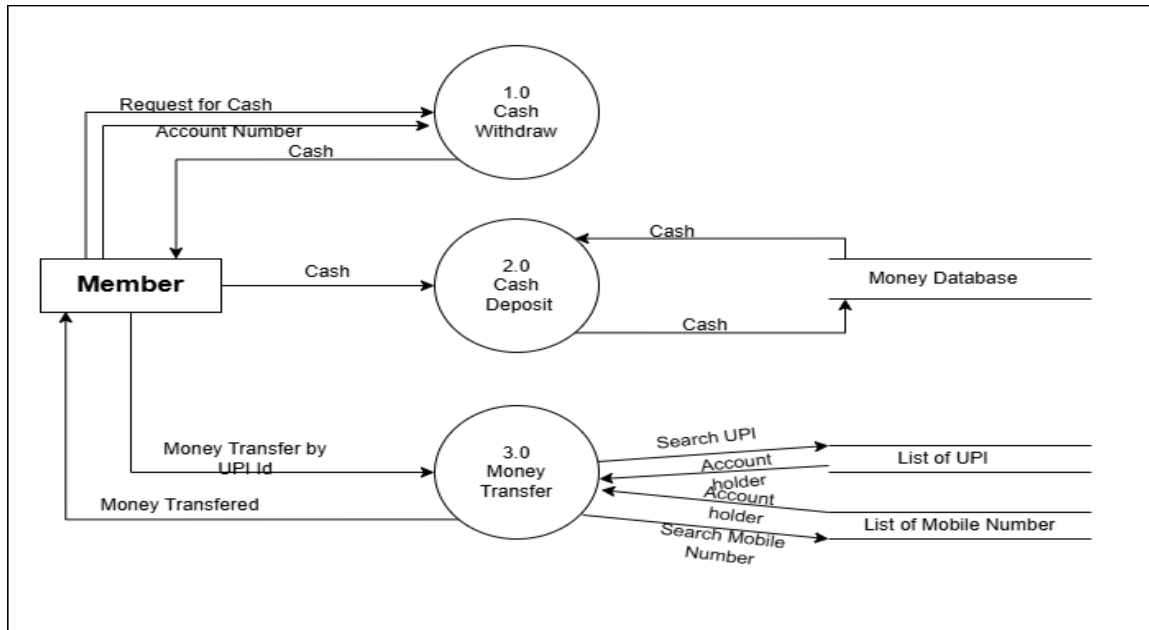 1.0
Cash
Withdraw
Request for Cash
Account Number
Cash
Cash
2.0
Cash
Deposit
Member
Cash
Money Database
Cash
3.0
Money
Transfer
Money Transfer by
UPI Id
Money Transfered
Search UPI
Account
holder
List of UPI
Account
holder
List of Mobile Number
Search Mobile
Number